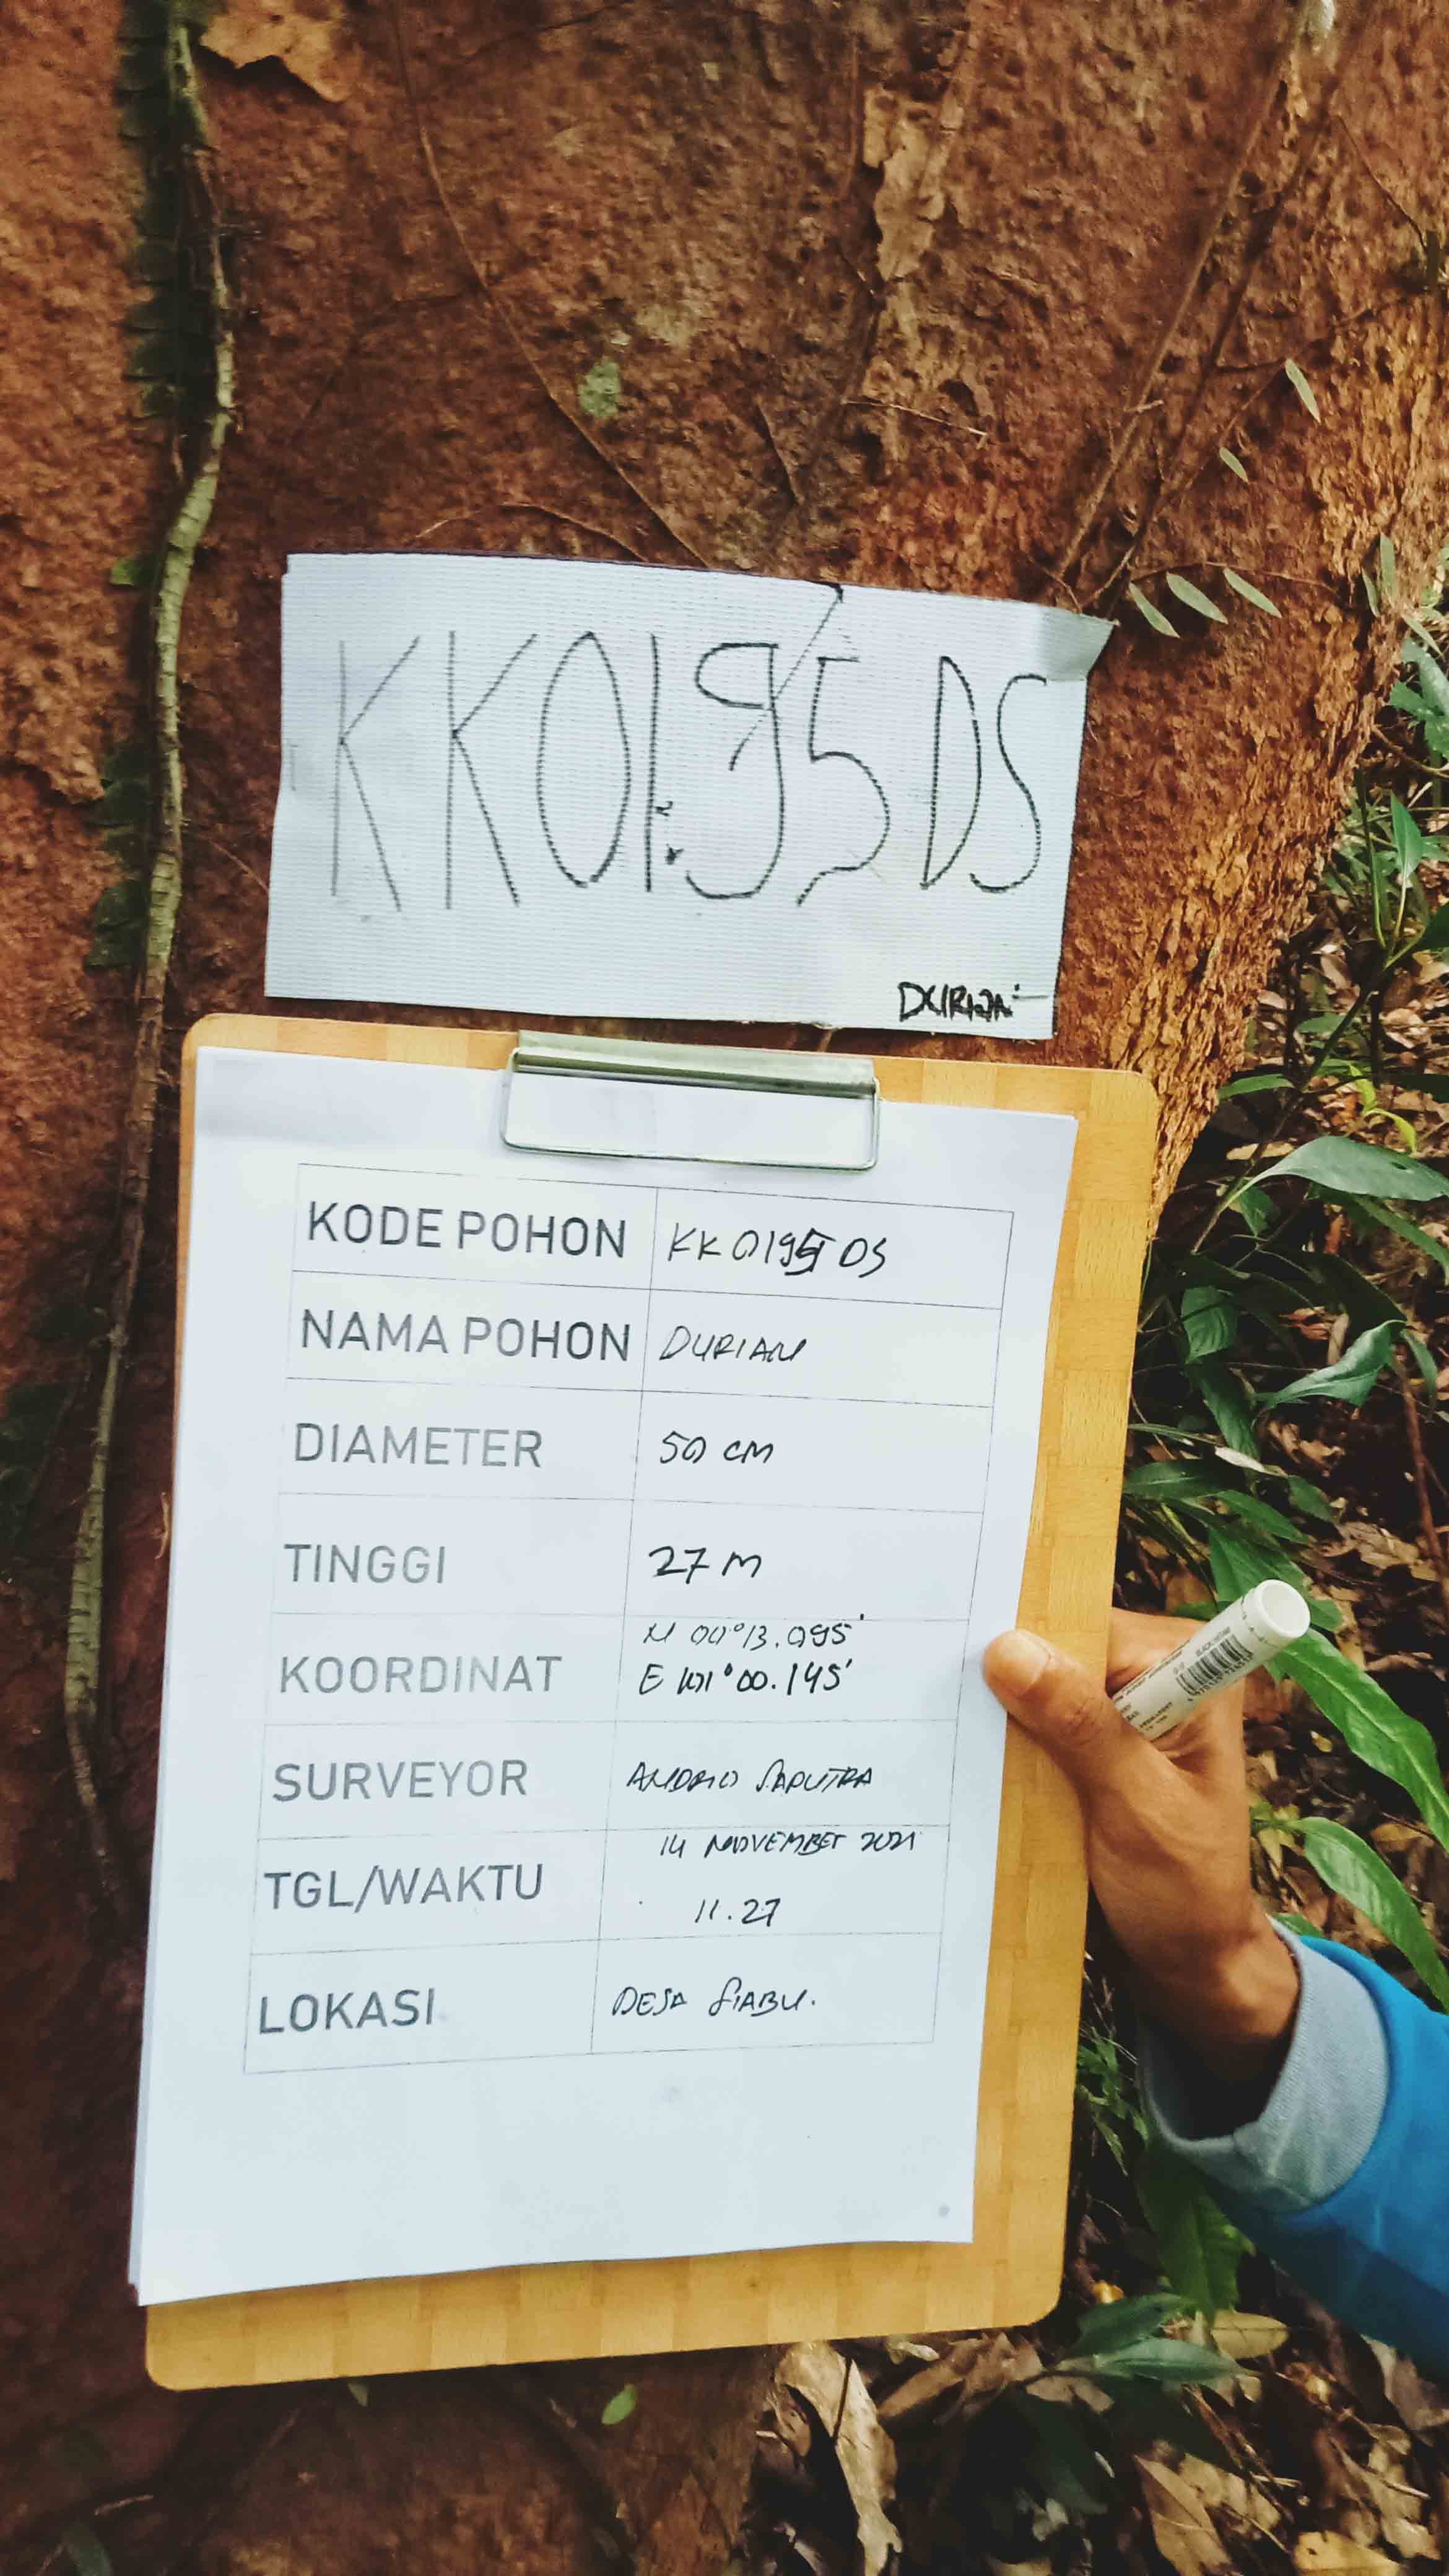 KK0195DS
DURIAN
KODE POHON KK0195 DS
NAMA POHON DURIAN
DIAMETER 50 CM
TINGGI 27 M
KOORDINAT N 00°13.095'
E 101°00.145'
SURVEYOR ANDRIO SAPUTRA
TGL/WAKTU 14 NOVEMBER 2021
11.27
LOKASI DESA SIABU.